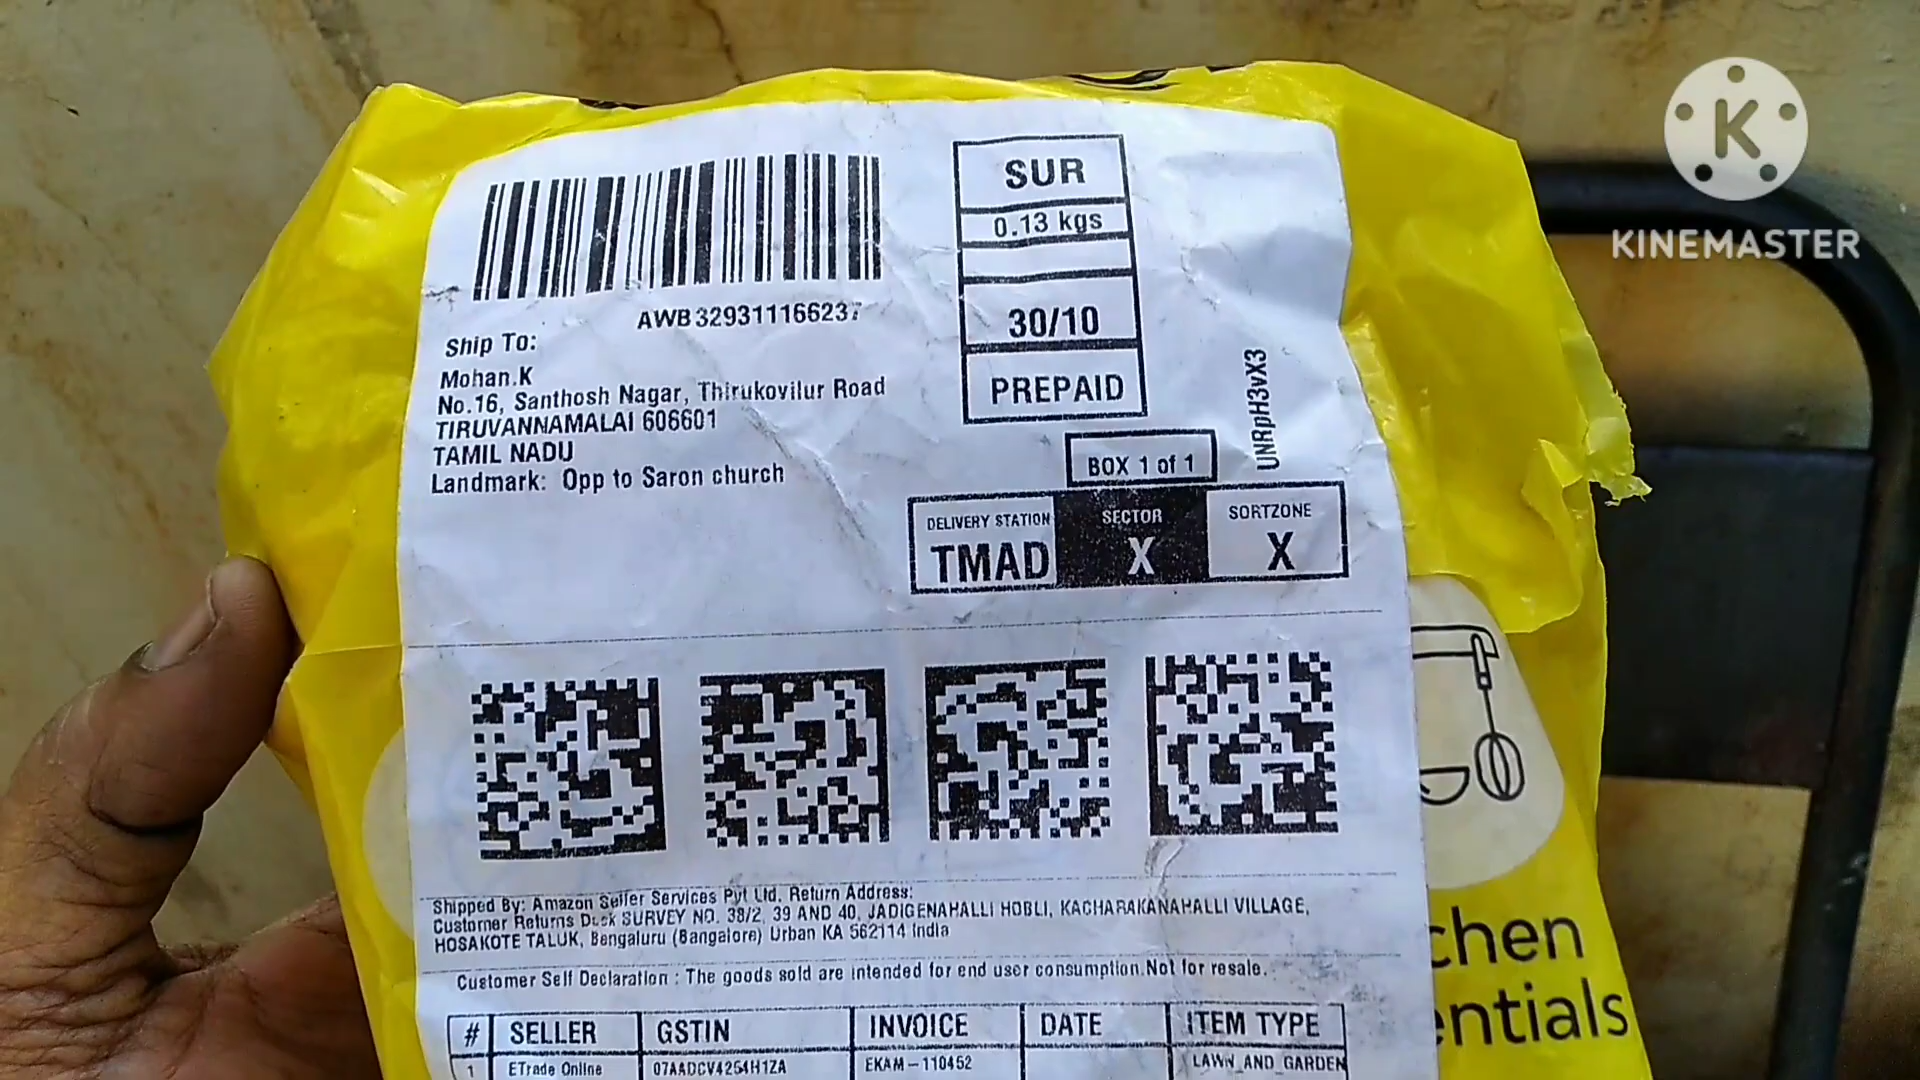 KINEMASTER
SUR
0.13 kgs
30/10
PREPAID
AWB 329311166237
Ship To:
Mohan.K
No.16, Santhosh Nagar, Thirukovilur Road
TIRUVANNAMALAI 606601
TAMIL NADU
Landmark: Opp to Saron church
UNRpH3vX3
BOX 1 of 1
DELIVERY STATION SECTOR SORTZONE
TMAD X X
Shipped By: Amazon Seller Services Pvt Ltd, Return Address:
Customer Returns Desk SURVEY NO. 38/2, 39 AND 40, JADIGENAHALLI HOBLI, KACHARAKANAHALLI VILLAGE,
HOSAKOTE TALUK, Bengaluru (Bangalore) Urban KA 562114 India
Customer Self Declaration : The goods sold are intended for end user consumption.Not for resale.
# SELLER GSTIN INVOICE DATE ITEM TYPE
1 ETrade Online 07AADCV4254H1ZA EKAM-110452 LAWN_AND_GARDEN
chen
entials